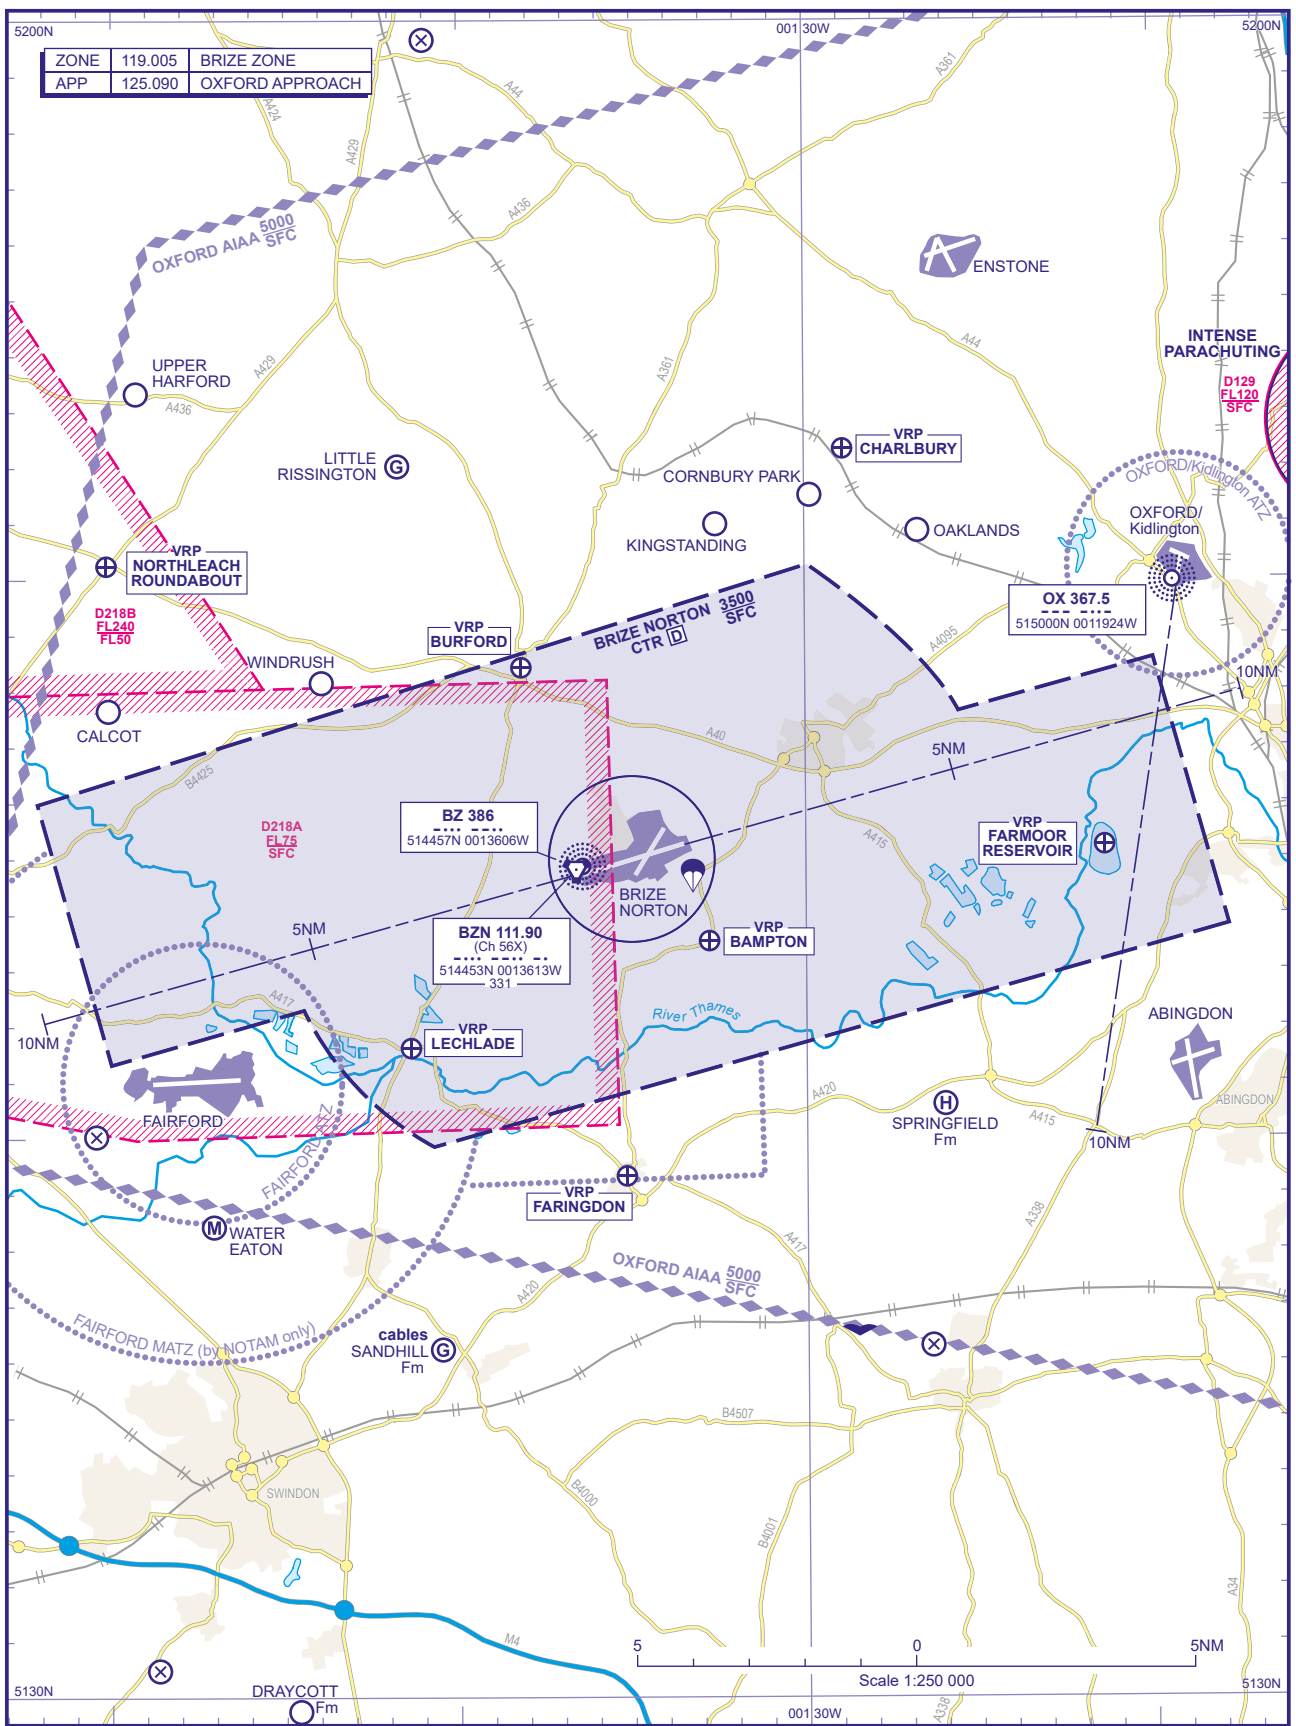 5200N
001 30W
5200N
ZONE 119.005 BRIZE ZONE
APP 125.090 OXFORD APPROACH
A424
A429
A44
A361
A436
OXFORD AIAA 5000
SFC
ENSTONE
A44
INTENSE
PARACHUTING
D129
FL120
SFC
UPPER
HARFORD
A429
A436
A361
LITTLE
RISSINGTON
G
VRP
CHARLBURY
CORNBURY PARK
KINGSTANDING
OAKLANDS
OXFORD/Kidlington ATZ
OXFORD/
Kidlington
VRP
NORTHLEACH
ROUNDABOUT
OX 367.5
515000N 0011924W
D218B
FL240
FL50
VRP
BURFORD
BRIZE NORTON 3500
CTR D SFC
A4095
WINDRUSH
10NM
CALCOT
A40
5NM
B4425
BZ 386
514457N 0013606W
D218A
FL75
SFC
A415
VRP
FARMOOR
RESERVOIR
BRIZE
NORTON
BZN 111.90
(Ch 56X)
514453N 0013613W
331
5NM
VRP
BAMPTON
A417
River Thames
10NM
VRP
LECHLADE
ABINGDON
FAIRFORD
FAIRFORD ATZ
A420
H
SPRINGFIELD
Fm
A415
10NM
ABINGDON
VRP
FARINGDON
M
WATER
EATON
A417
A338
OXFORD AIAA 5000
SFC
A420
FAIRFORD MATZ (by NOTAM only)
cables
SANDHILL
Fm
G
B4507
SWINDON
B4000
B4001
A34
M4
5 0 5NM
Scale 1:250 000
5130N
DRAYCOTT
Fm
001 30W
A338
5130N